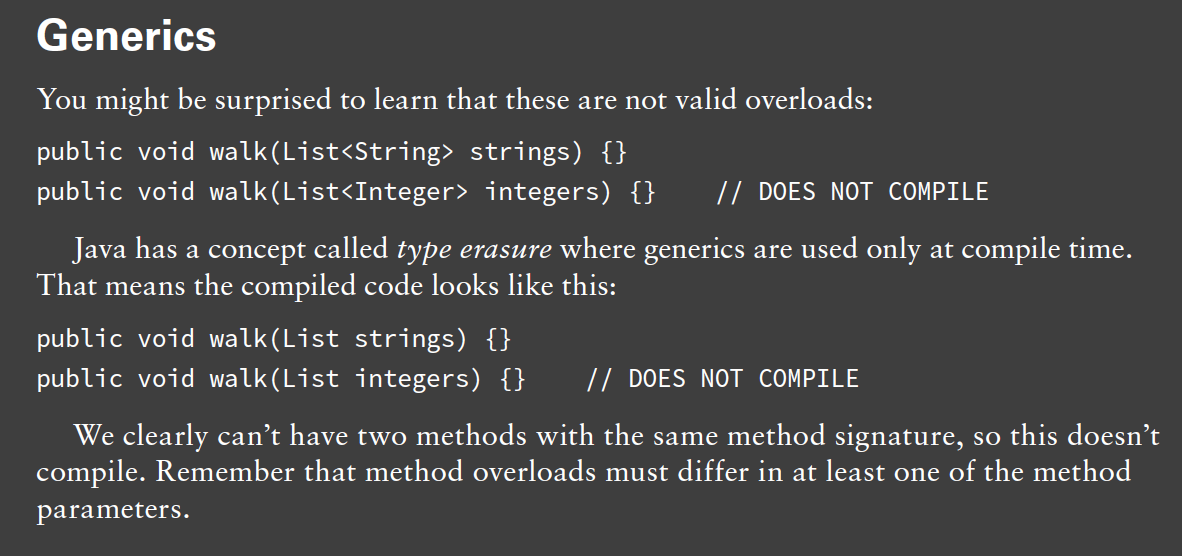 Generics
You might be surprised to learn that these are not valid overloads:
public void walk(List<String> strings) {}
public void walk(List<Integer> integers) {}    // DOES NOT COMPILE
Java has a concept called type erasure where generics are used only at compile time.
That means the compiled code looks like this:
public void walk(List strings) {}
public void walk(List integers) {}    // DOES NOT COMPILE
We clearly can’t have two methods with the same method signature, so this doesn’t
compile. Remember that method overloads must differ in at least one of the method
parameters.